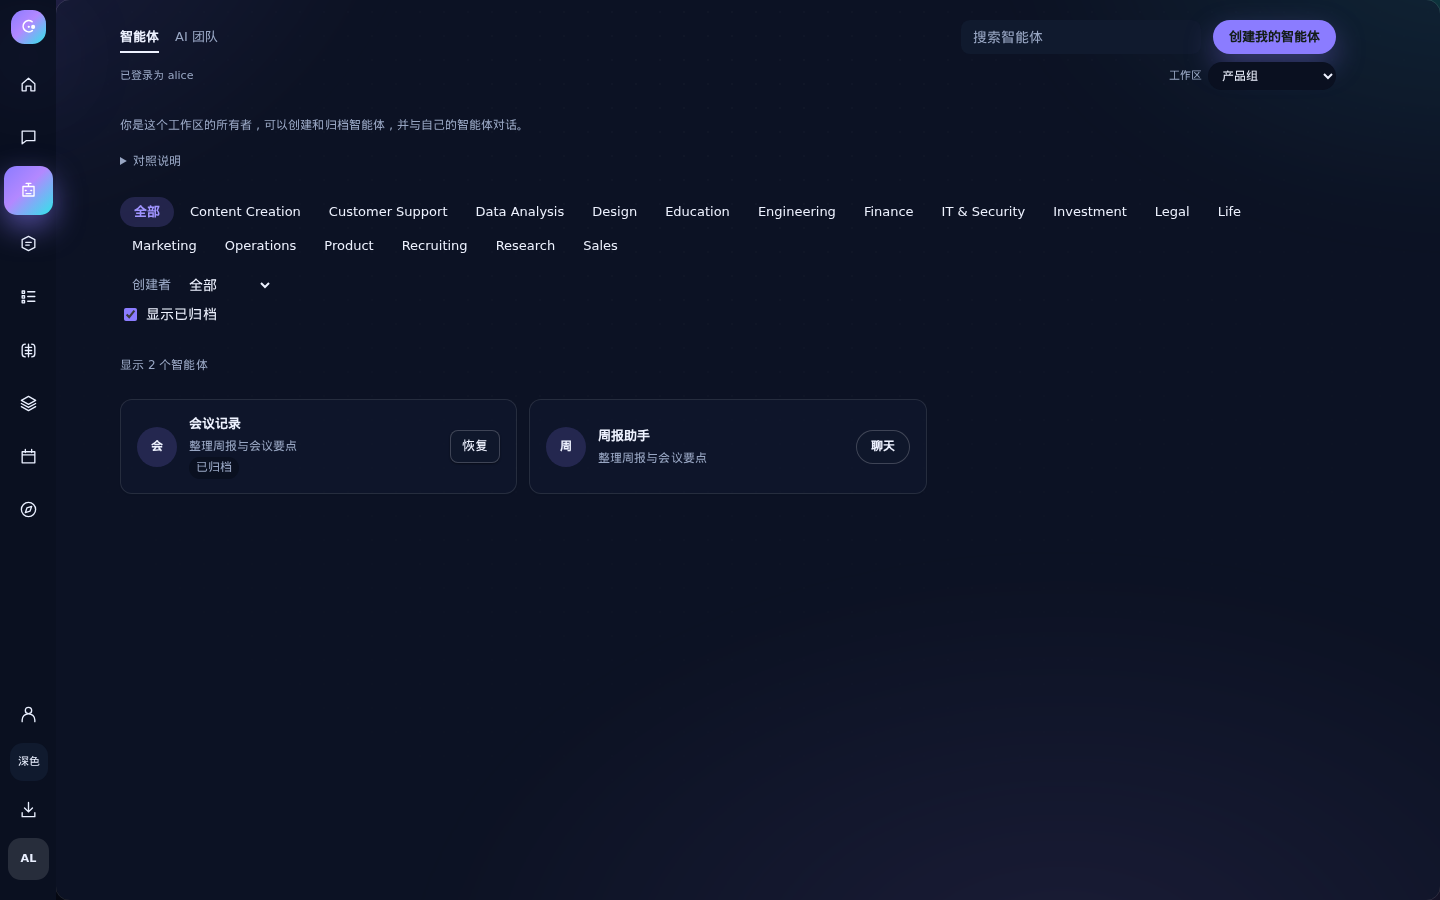 智能体 AI 团队
搜索智能体
创建我的智能体
已登录为 alice
工作区 产品组
你是这个工作区的所有者，可以创建和归档智能体，并与自己的智能体对话。
对照说明
全部 Content Creation Customer Support Data Analysis Design Education Engineering Finance IT & Security Investment Legal Life
Marketing Operations Product Recruiting Research Sales
创建者 全部
显示已归档
显示 2 个智能体
会
会议记录
整理周报与会议要点
已归档
恢复
周
周报助手
整理周报与会议要点
聊天
深色
AL